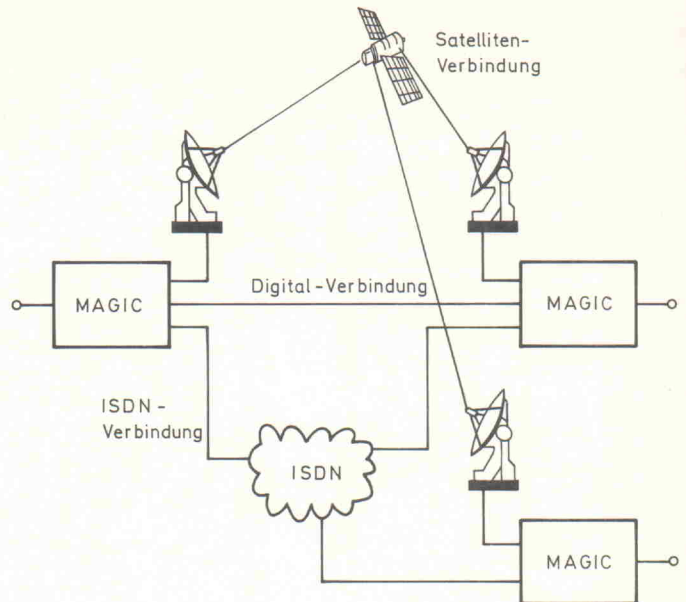 Satelliten-
Verbindung
MAGIC
Digital-Verbindung
MAGIC
ISDN-
Verbindung
ISDN
MAGIC